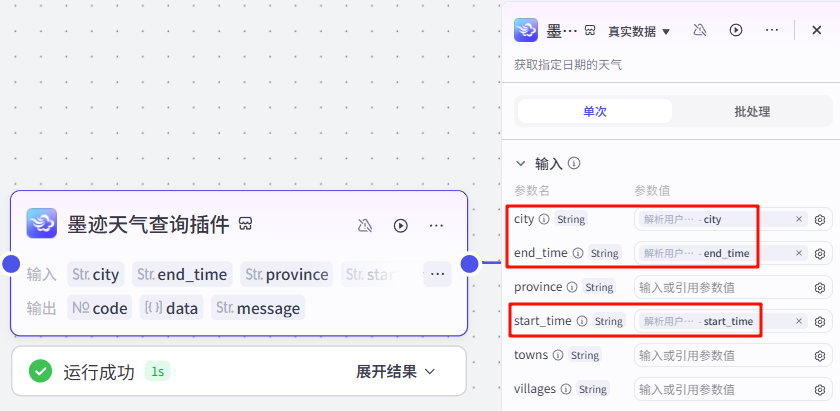 墨迹天气查询插件
输入 Str. city Str. end_time Str. province Str. star ...
输出 № code [{}] data Str. message
运行成功 1s 展开结果
墨··· 真实数据
获取指定日期的天气
单次 批处理
输入
参数名 参数值
city String 解析用户··· - city
end_time String 解析用户··· - end_time
province String 输入或引用参数值
start_time String 解析用户··· - start_time
towns String 输入或引用参数值
villages String 输入或引用参数值